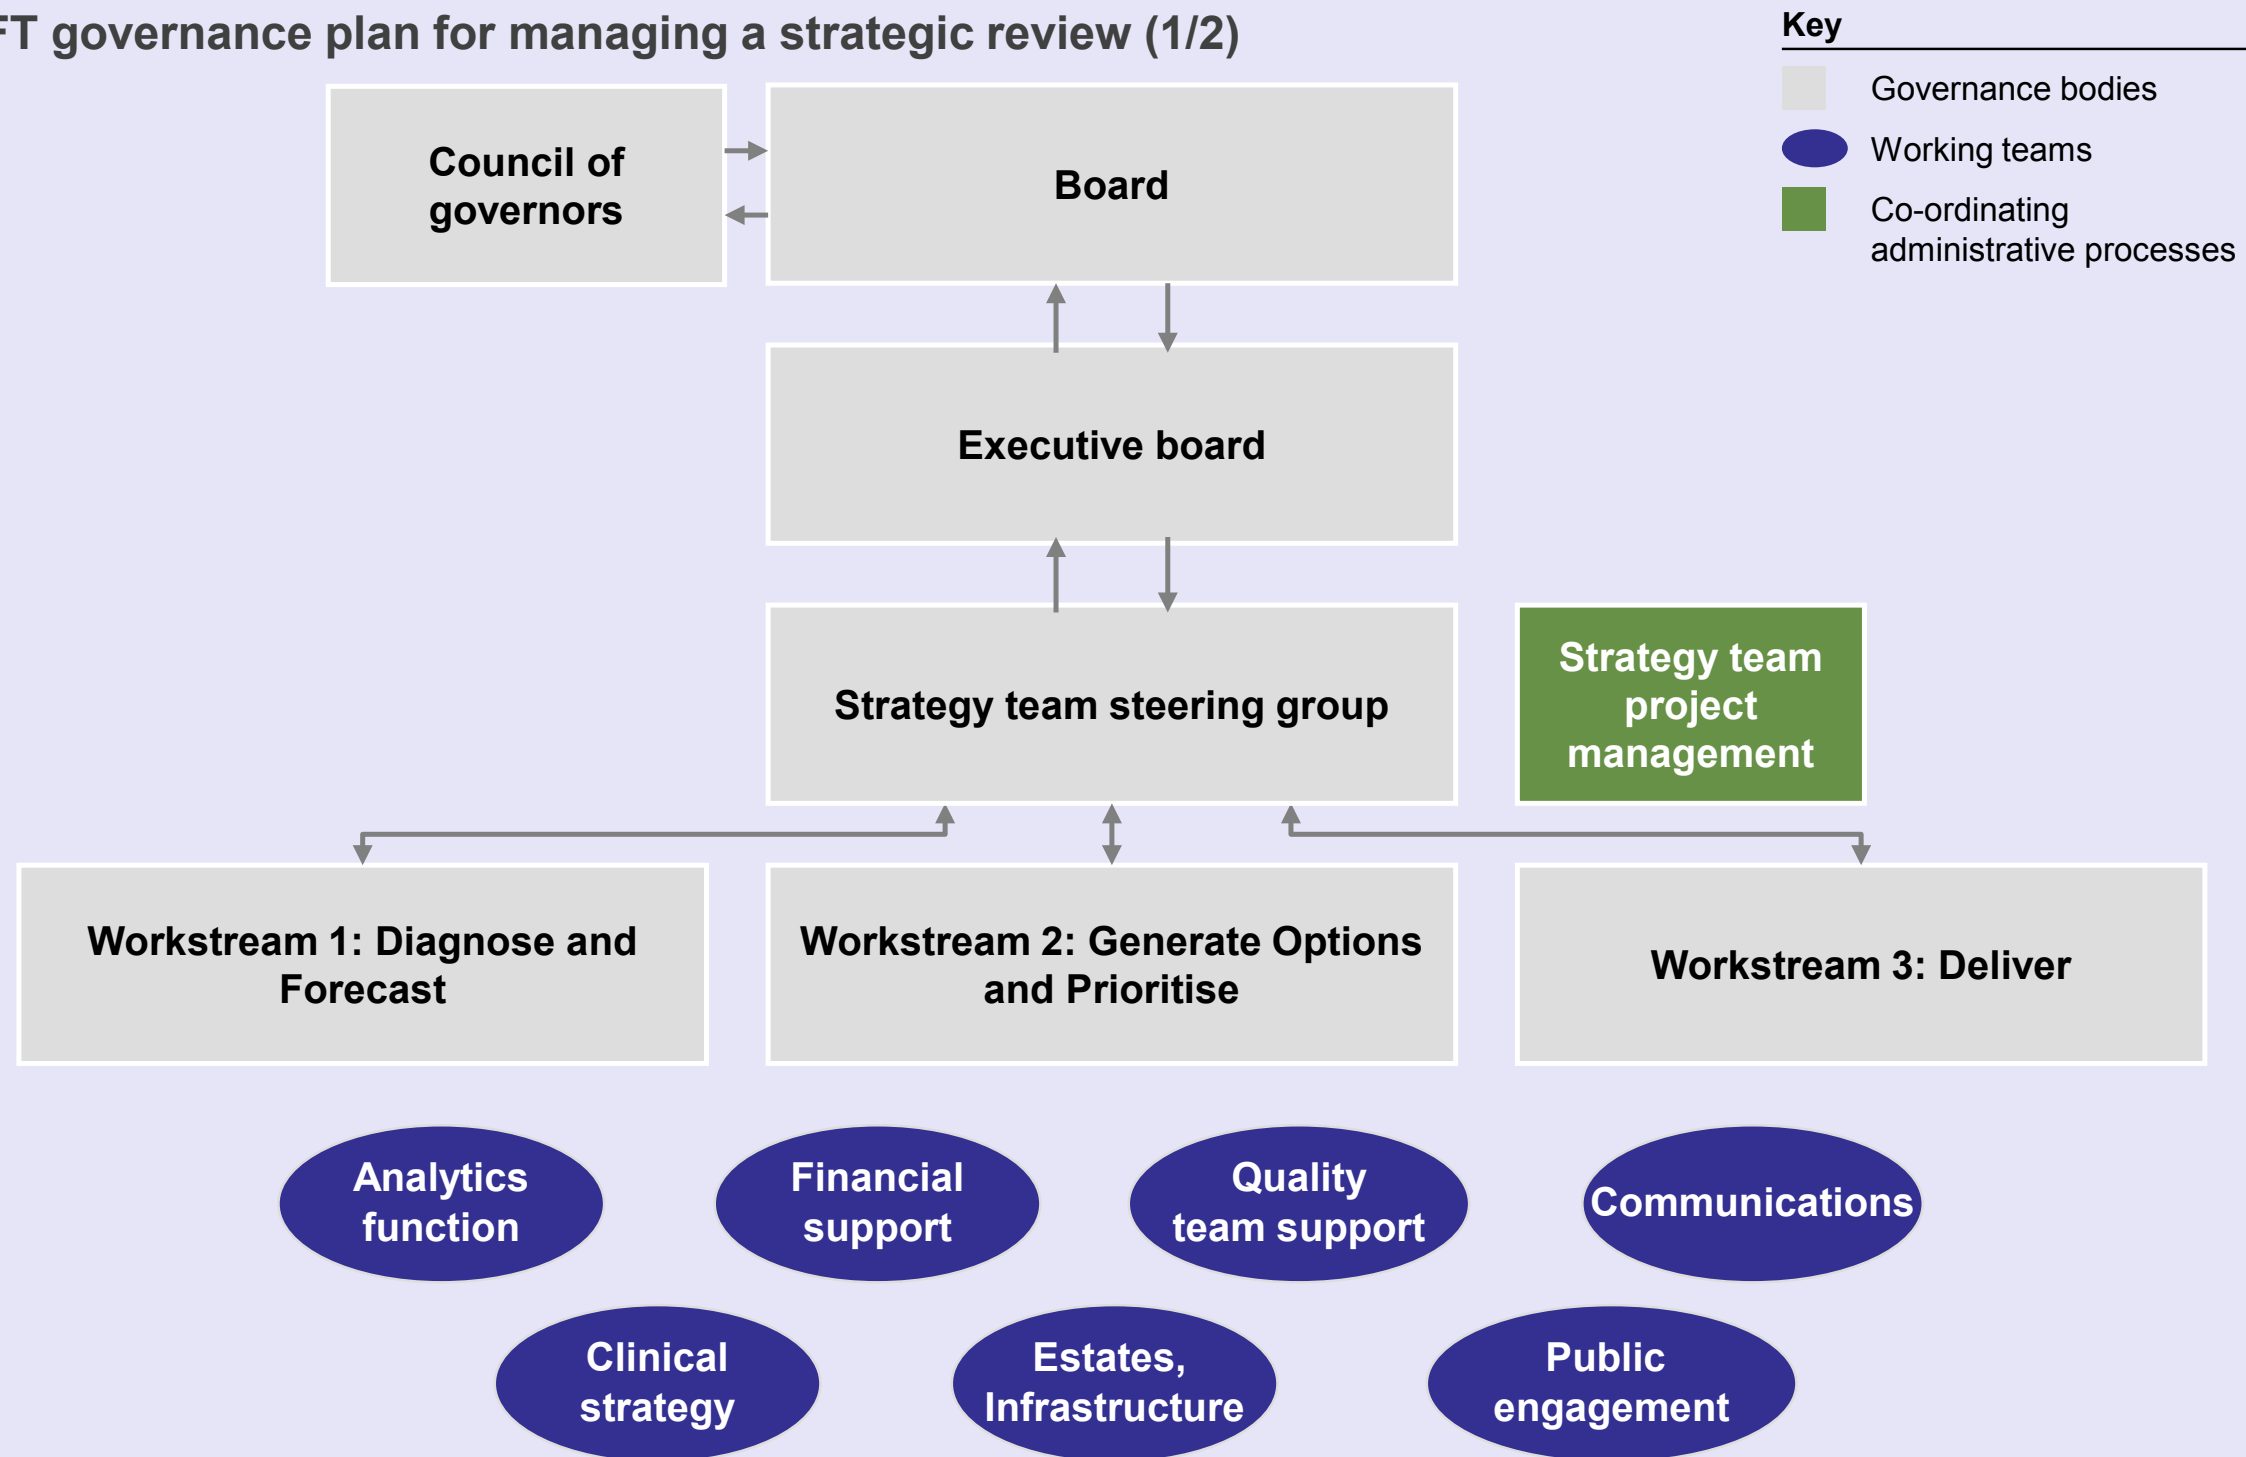 FT governance plan for managing a strategic review (1/2)
Key
Governance bodies
Working teams
Co-ordinating
administrative processes
Council of
governors
Board
Executive board
Strategy team steering group
Strategy team
project
management
Workstream 1: Diagnose and
Forecast
Workstream 2: Generate Options
and Prioritise
Workstream 3: Deliver
Analytics
function
Financial
support
Quality
team support
Communications
Clinical
strategy
Estates,
Infrastructure
Public
engagement